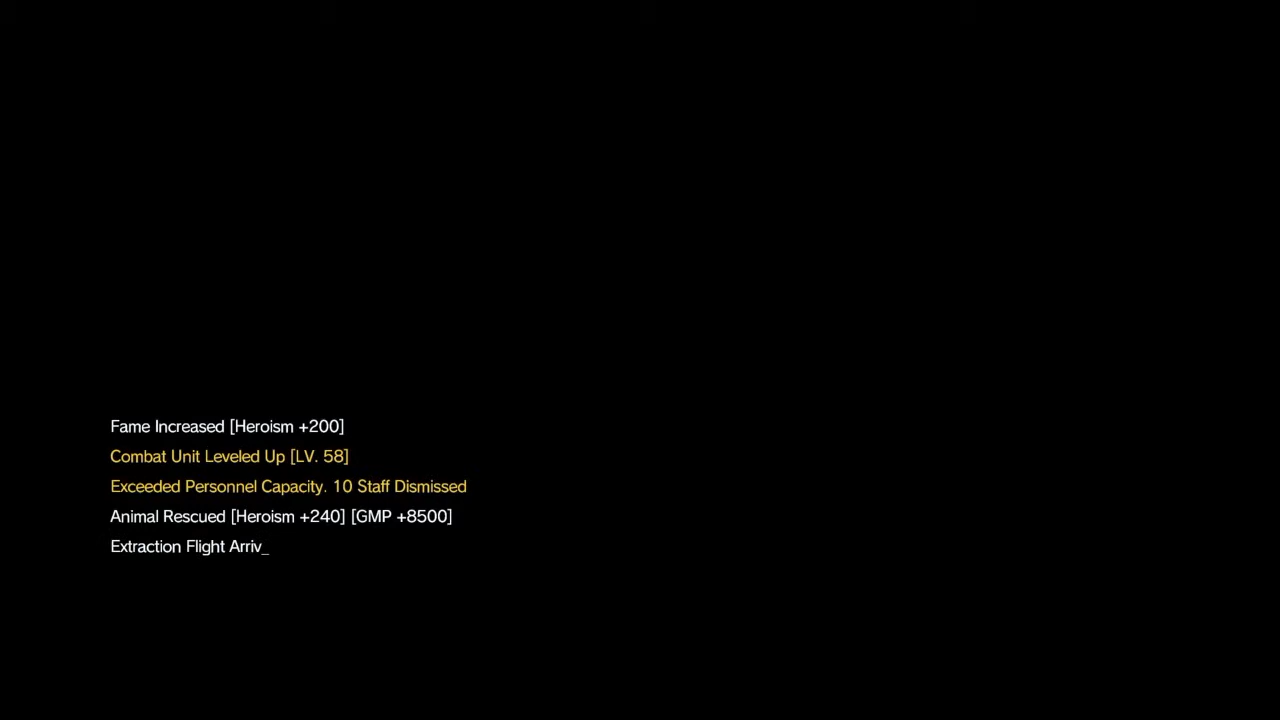 Fame Increased [Heroism +200]
Combat Unit Leveled Up [LV. 58]
Exceeded Personnel Capacity. 10 Staff Dismissed
Animal Rescued [Heroism +240] [GMP +8500]
Extraction Flight Arriv_